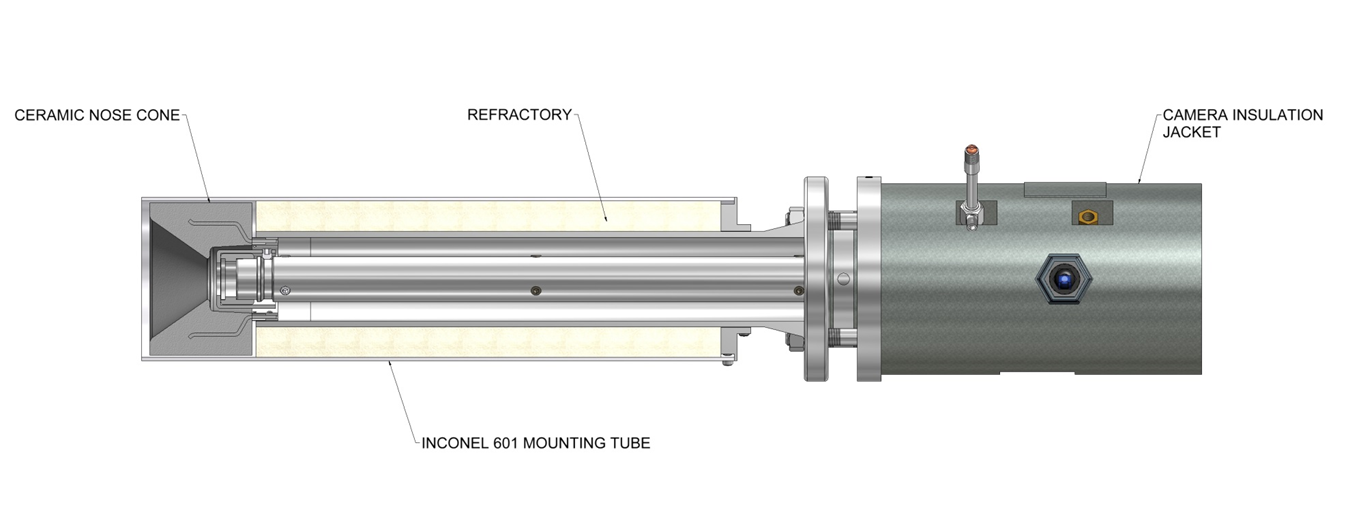 CERAMIC NOSE CONE
REFRACTORY
CAMERA INSULATION
JACKET
INCONEL 601 MOUNTING TUBE